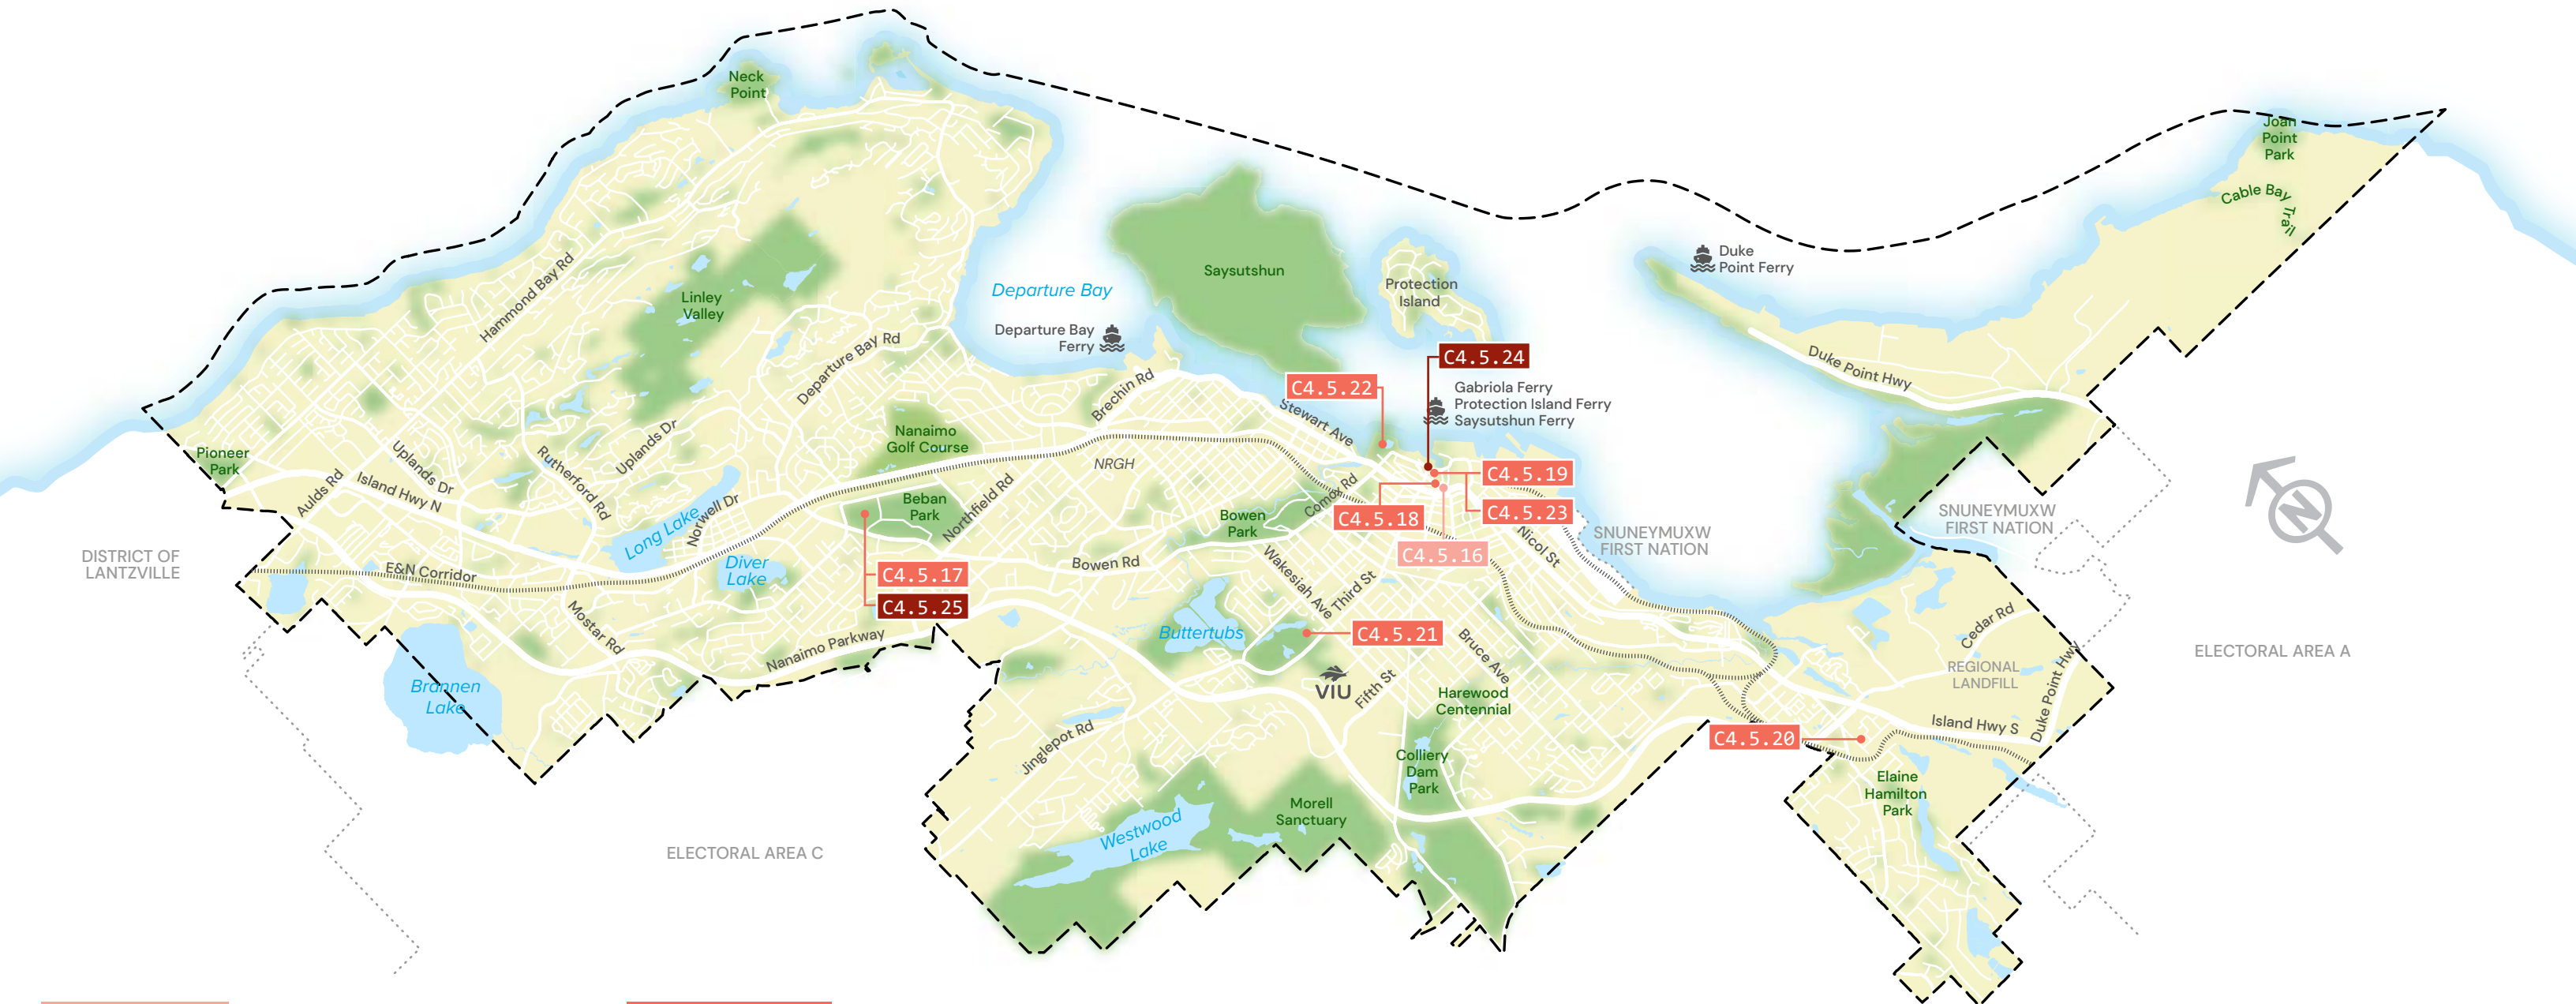 Neck
Point
Joan
Point
Park
Cable Bay
Trail
Hammond Bay Rd
Linley
Valley
Departure Bay
Departure Bay
Ferry
Saysutshun
Protection
Island
Duke
Point Ferry
Duke Point Hwy
Departure Bay Rd
Brechin Rd
C4.5.24
C4.5.22
Gabriola Ferry
Protection Island Ferry
Saysutshun Ferry
Stewart Ave
Pioneer
Park
Aulds Rd
Uplands Dr
Island Hwy N
Rutherford Rd
Uplands Dr
Nanaimo
Golf Course
NRGH
Beban
Park
Northfield Rd
Norwell Dr
Long Lake
Diver
Lake
Bowen
Park
Comox Rd
C4.5.19
C4.5.18
C4.5.23
C4.5.16
Nicol St
SNUNEYMUXW
FIRST NATION
SNUNEYMUXW
FIRST NATION
N
DISTRICT OF
LANTZVILLE
E&N Corridor
Mostar Rd
C4.5.17
C4.5.25
Bowen Rd
Wakesiah Ave
Third St
Buttertubs
C4.5.21
Nanaimo Parkway
Brannen
Lake
VIU
Fifth St
Bruce Ave
Harewood
Centennial
Cedar Rd
REGIONAL
LANDFILL
Duke Point Hwy
ELECTORAL AREA A
Island Hwy S
C4.5.20
Jinglepot Rd
Colliery
Dam
Park
Elaine
Hamilton
Park
Morell
Sanctuary
Westwood
Lake
ELECTORAL AREA C